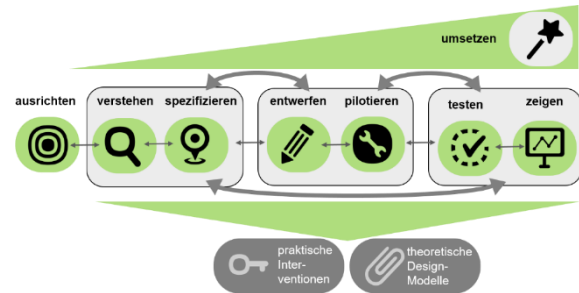 umsetzen
ausrichten
verstehen
spezifizieren
entwerfen
pilotieren
testen
zeigen
praktische
Inter-
ventionen
theoretische
Design-
Modelle